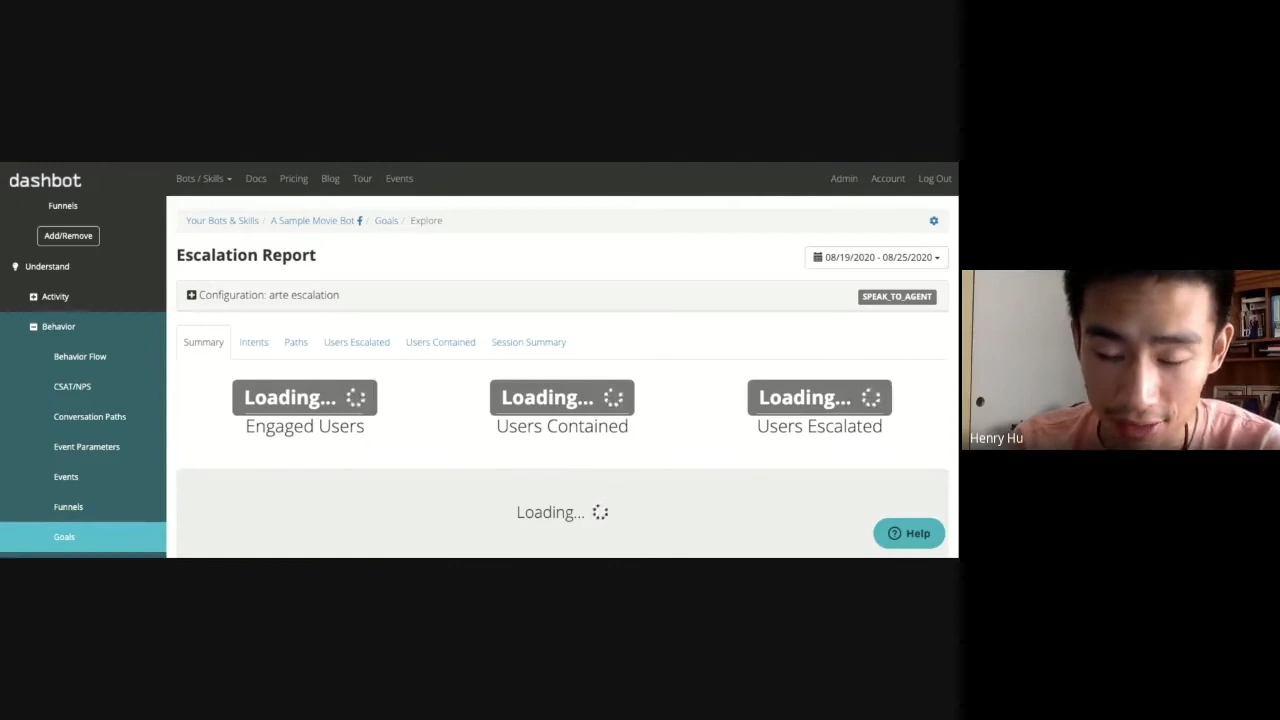 dashbot
Bots / Skills Docs Pricing Blog Tour Events
Admin Account Log Out
Funnels
Add/Remove
Understand
Activity
Behavior
Behavior Flow
CSAT/NPS
Conversation Paths
Event Parameters
Events
Funnels
Goals
Your Bots & Skills / A Sample Movie Bot / Goals / Explore
Escalation Report
08/19/2020 - 08/25/2020
Configuration: arte escalation
SPEAK_TO_AGENT
Summary Intents Paths Users Escalated Users Contained Session Summary
Loading... Loading... Loading...
Engaged Users Users Contained Users Escalated
Loading...
Help
Henry Hu